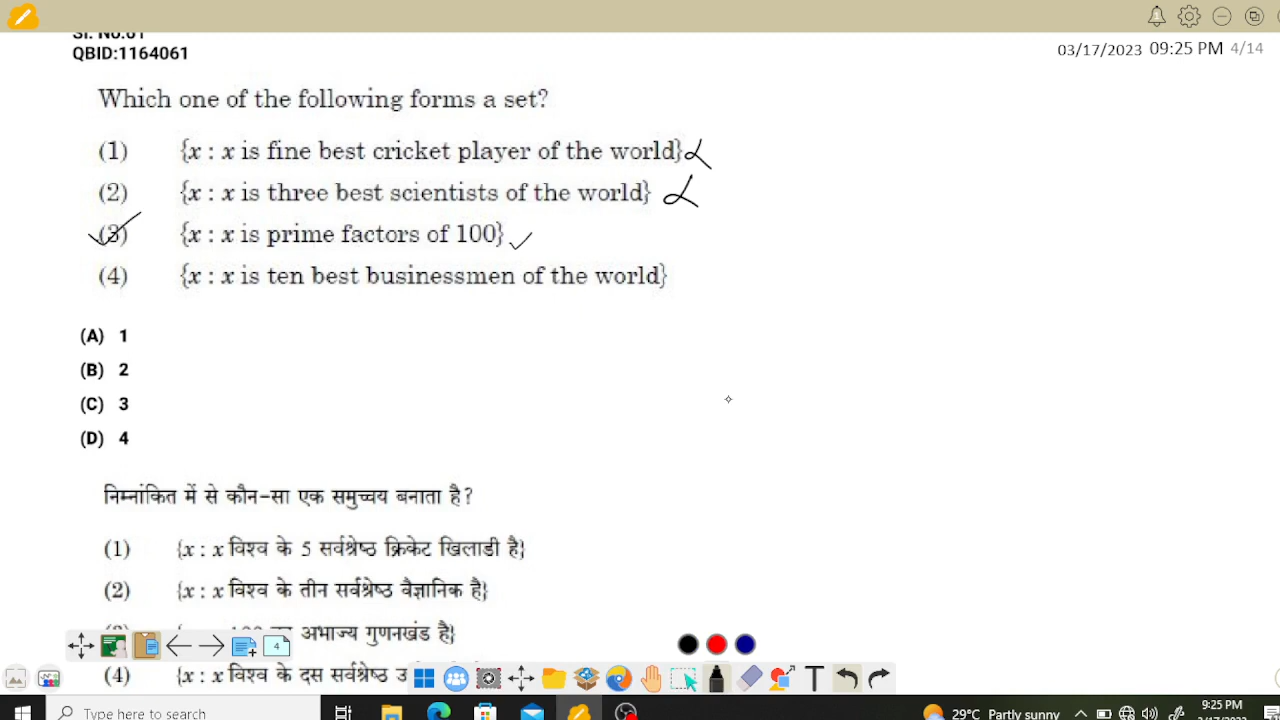 Sl. No.61
QBID:1164061
03/17/2023 09:25 PM 4/14
Which one of the following forms a set?
(1) {x : x is fine best cricket player of the world}
(2) {x : x is three best scientists of the world}
(3) {x : x is prime factors of 100}
(4) {x : x is ten best businessmen of the world}
(A) 1
(B) 2
(C) 3
(D) 4
निम्नांकित में से कौन-सा एक समुच्चय बनाता है?
(1) {x : x विश्व के 5 सर्वश्रेष्ठ क्रिकेट खिलाडी है}
(2) {x : x विश्व के तीन सर्वश्रेष्ठ वैज्ञानिक है}
अभाज्य गुणनखंड है}
(4) {x : x विश्व के दस सर्वश्रेष्ठ
4
T
Type here to search
29°C Partly sunny
9:25 PM